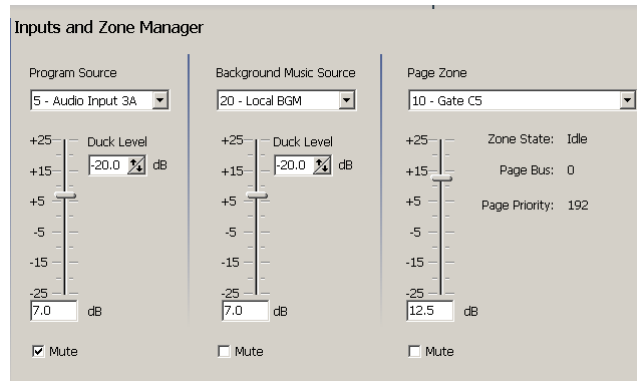 Inputs and Zone Manager
Program Source
5 - Audio Input 3A
+25
Duck Level
-20.0 dB
+15
+5
-5
-15
-25
7.0 dB
Mute
Background Music Source
20 - Local BGM
+25
Duck Level
-20.0 dB
+15
+5
-5
-15
-25
7.0 dB
Mute
Page Zone
10 - Gate C5
+25
+15
+5
-5
-15
-25
12.5 dB
Mute
Zone State: Idle
Page Bus: 0
Page Priority: 192